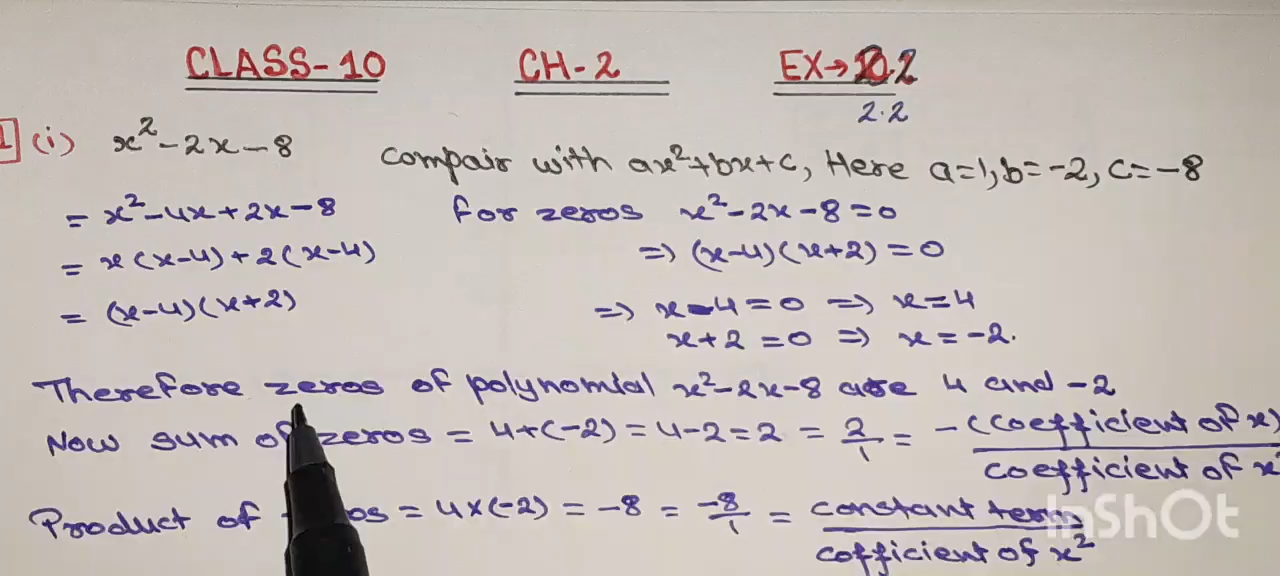 CLASS-10 CH-2 EX→ 2.2
2.2
1 (i) x² - 2x - 8 compair with ax²+bx+c, Here a=1, b=-2, c=-8
= x² - 4x + 2x - 8 for zeros x² - 2x - 8 = 0
= x(x-4) + 2(x-4) ⇒ (x-4)(x+2) = 0
= (x-4)(x+2) ⇒ x-4 = 0 ⇒ x = 4
x+2 = 0 ⇒ x = -2.
Therefore zeros of polynomial x²-2x-8 are 4 and -2
Now sum of zeros = 4+(-2) = 4-2 = 2 = 2/1 = -(Coefficient of x)/coefficient of x
Product of = 4×(-2) = -8 = -8/1 = constant term/cofficient of x²
InShOt